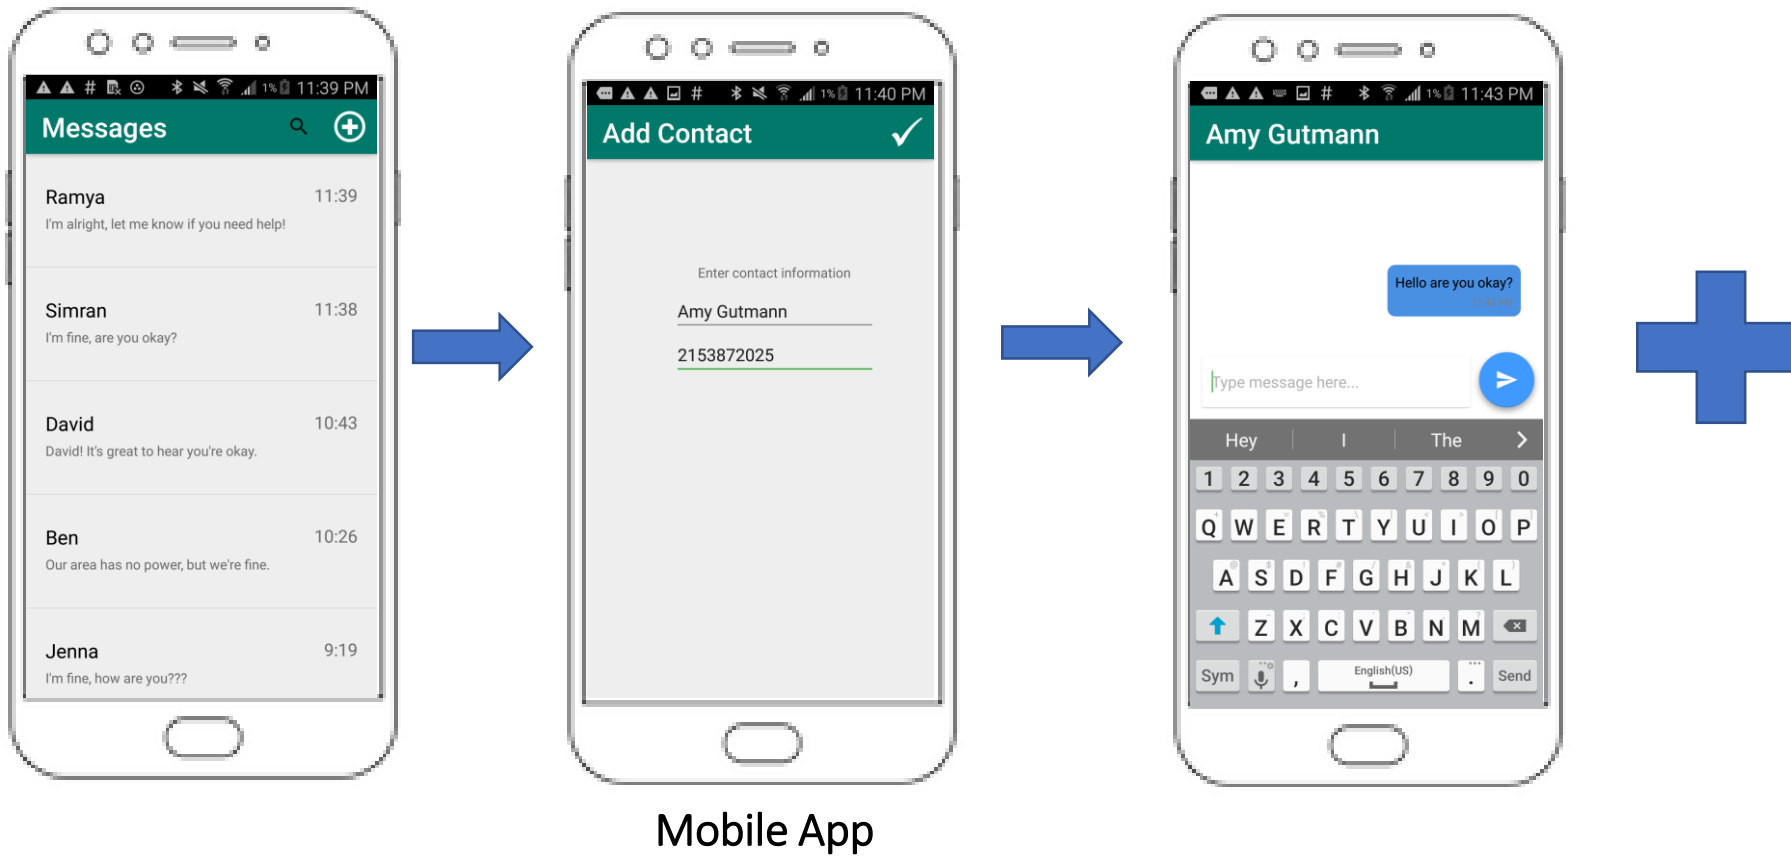 1% 11:39 PM
Messages
Ramya 11:39
I'm alright, let me know if you need help!
Simran 11:38
I'm fine, are you okay?
David 10:43
David! It's great to hear you're okay.
Ben 10:26
Our area has no power, but we're fine.
Jenna 9:19
I'm fine, how are you???
# 1% 11:40 PM
Add Contact
Enter contact information
Amy Gutmann
2153872025
# 1% 11:43 PM
Amy Gutmann
Hello are you okay?
Type message here...
Hey I The
1 2 3 4 5 6 7 8 9 0
Q W E R T Y U I O P
A S D F G H J K L
Z X C V B N M
Sym , English(US) . Send
Mobile App